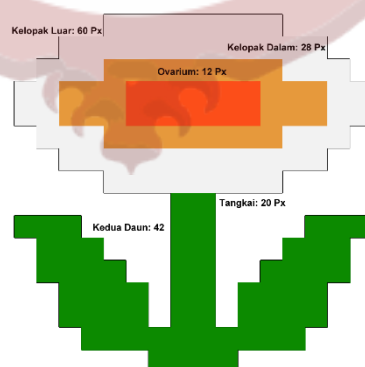 Kelopak Luar: 60 Px
Kelopak Dalam: 28 Px
Ovarium: 12 Px
Tangkai: 20 Px
Kedua Daun: 42